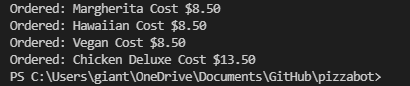 Ordered: Margherita Cost $8.50
Ordered: Hawaiian Cost $8.50
Ordered: Vegan Cost $8.50
Ordered: Chicken Deluxe Cost $13.50
PS C:\Users\giant\OneDrive\Documents\GitHub\pizzabot>